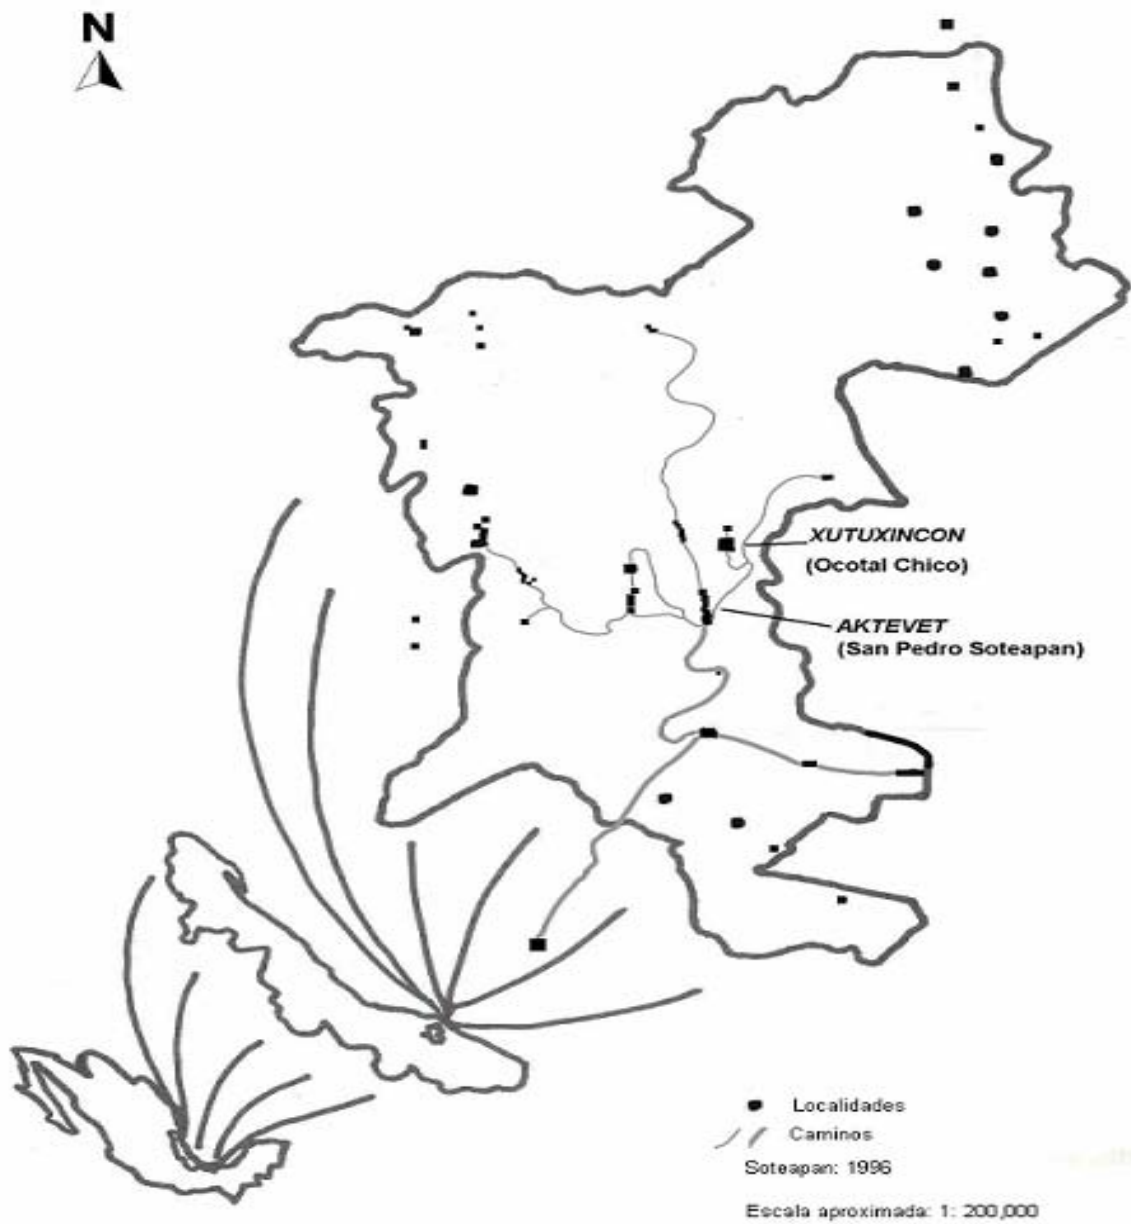 N
XUTUXINCON
(Ocotal Chico)
AKTEVET
(San Pedro Soteapan)
Localidades
Caminos
Soteapan: 1996
Escala aproximada: 1: 200,000